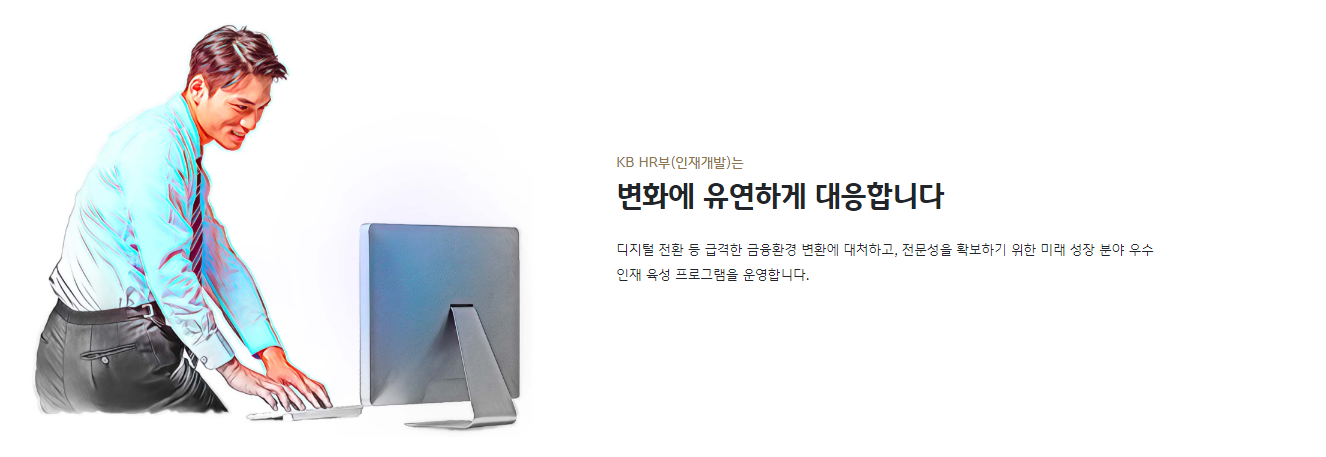 KB HR부(인재개발)는
변화에 유연하게 대응합니다
디지털 전환 등 급격한 금융환경 변환에 대처하고, 전문성을 확보하기 위한 미래 성장 분야 우수
인재 육성 프로그램을 운영합니다.